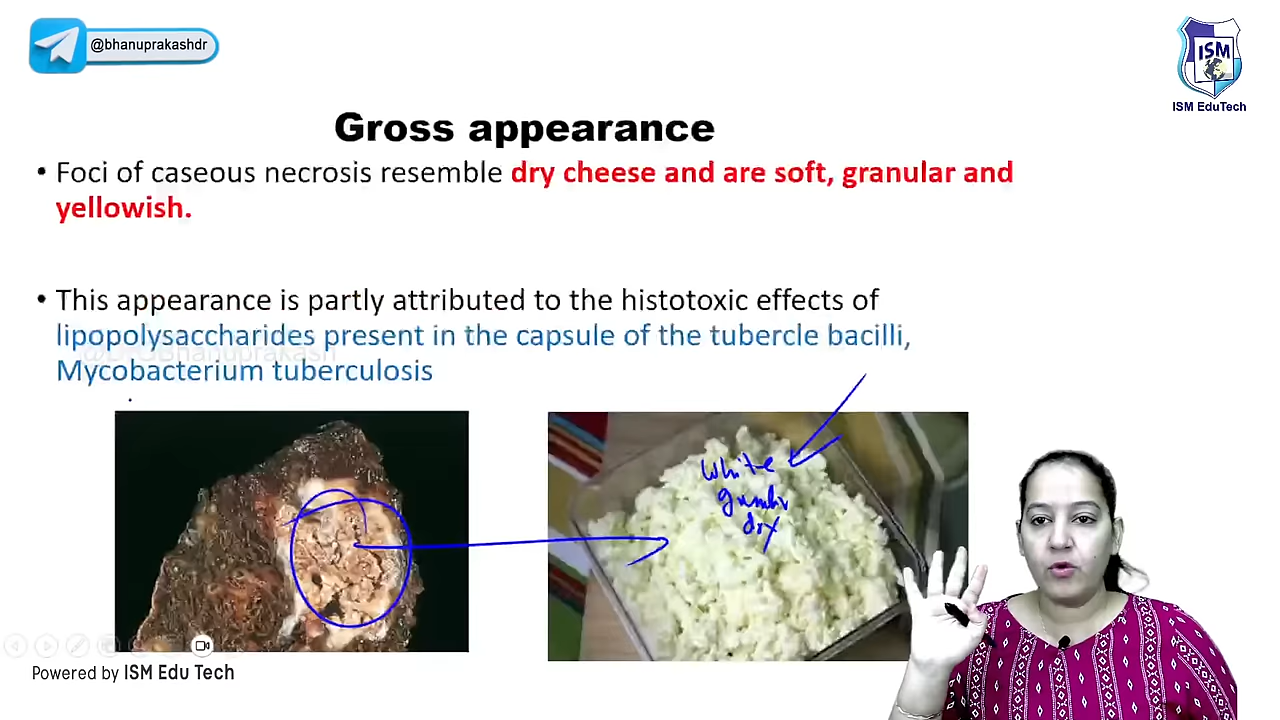 @bhanuprakashdr
ISM
ISM EduTech
Gross appearance
• Foci of caseous necrosis resemble dry cheese and are soft, granular and
yellowish.
• This appearance is partly attributed to the histotoxic effects of
lipopolysaccharides present in the capsule of the tubercle bacilli,
Mycobacterium tuberculosis
White
dry
Powered by ISM Edu Tech